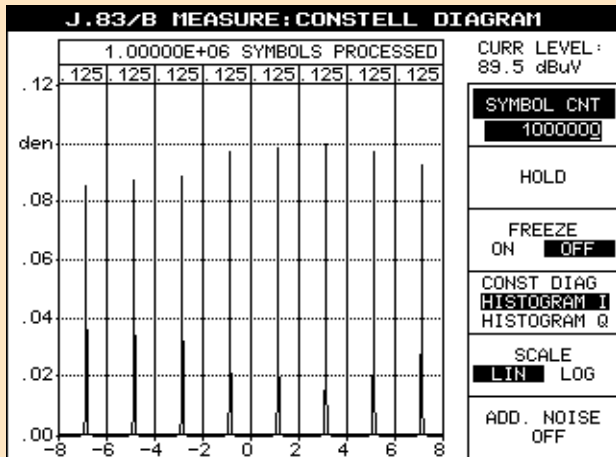 J.83/B MEASURE:CONSTELL DIAGRAM
1.00000E+06 SYMBOLS PROCESSED
.125 .125 .125 .125 .125 .125 .125 .125
.12
den
.08
.06
.04
.02
.00
-8 -6 -4 -2 0 2 4 6 8
CURR LEVEL:
89.5 dBuV
SYMBOL CNT
1000000
HOLD
FREEZE
ON OFF
CONST DIAG
HISTOGRAM I
HISTOGRAM Q
SCALE
LIN LOG
ADD. NOISE
OFF